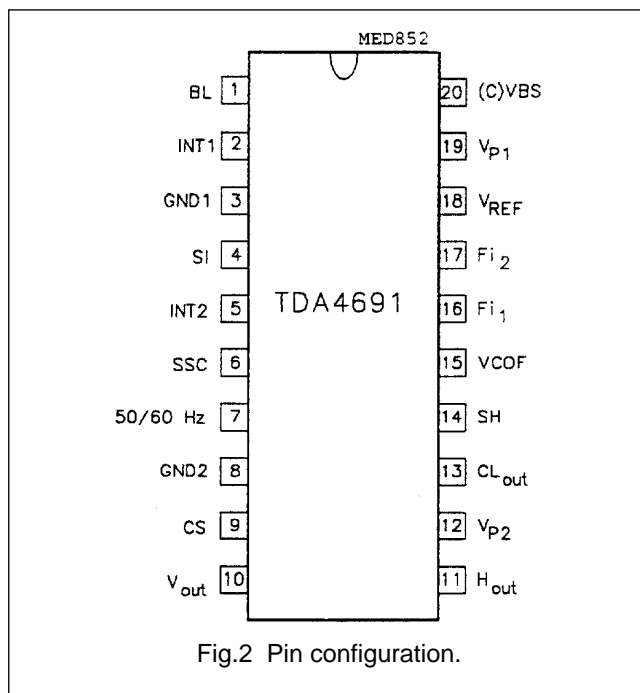 MED852
BL 1
20 (C)VBS
INT1 2
19 VP1
GND1 3
18 VREF
SI 4
17 Fi2
TDA4691
INT2 5
16 Fi1
SSC 6
15 VCOF
50/60 Hz 7
14 SH
GND2 8
13 CLout
CS 9
12 VP2
Vout 10
11 Hout
Fig.2 Pin configuration.